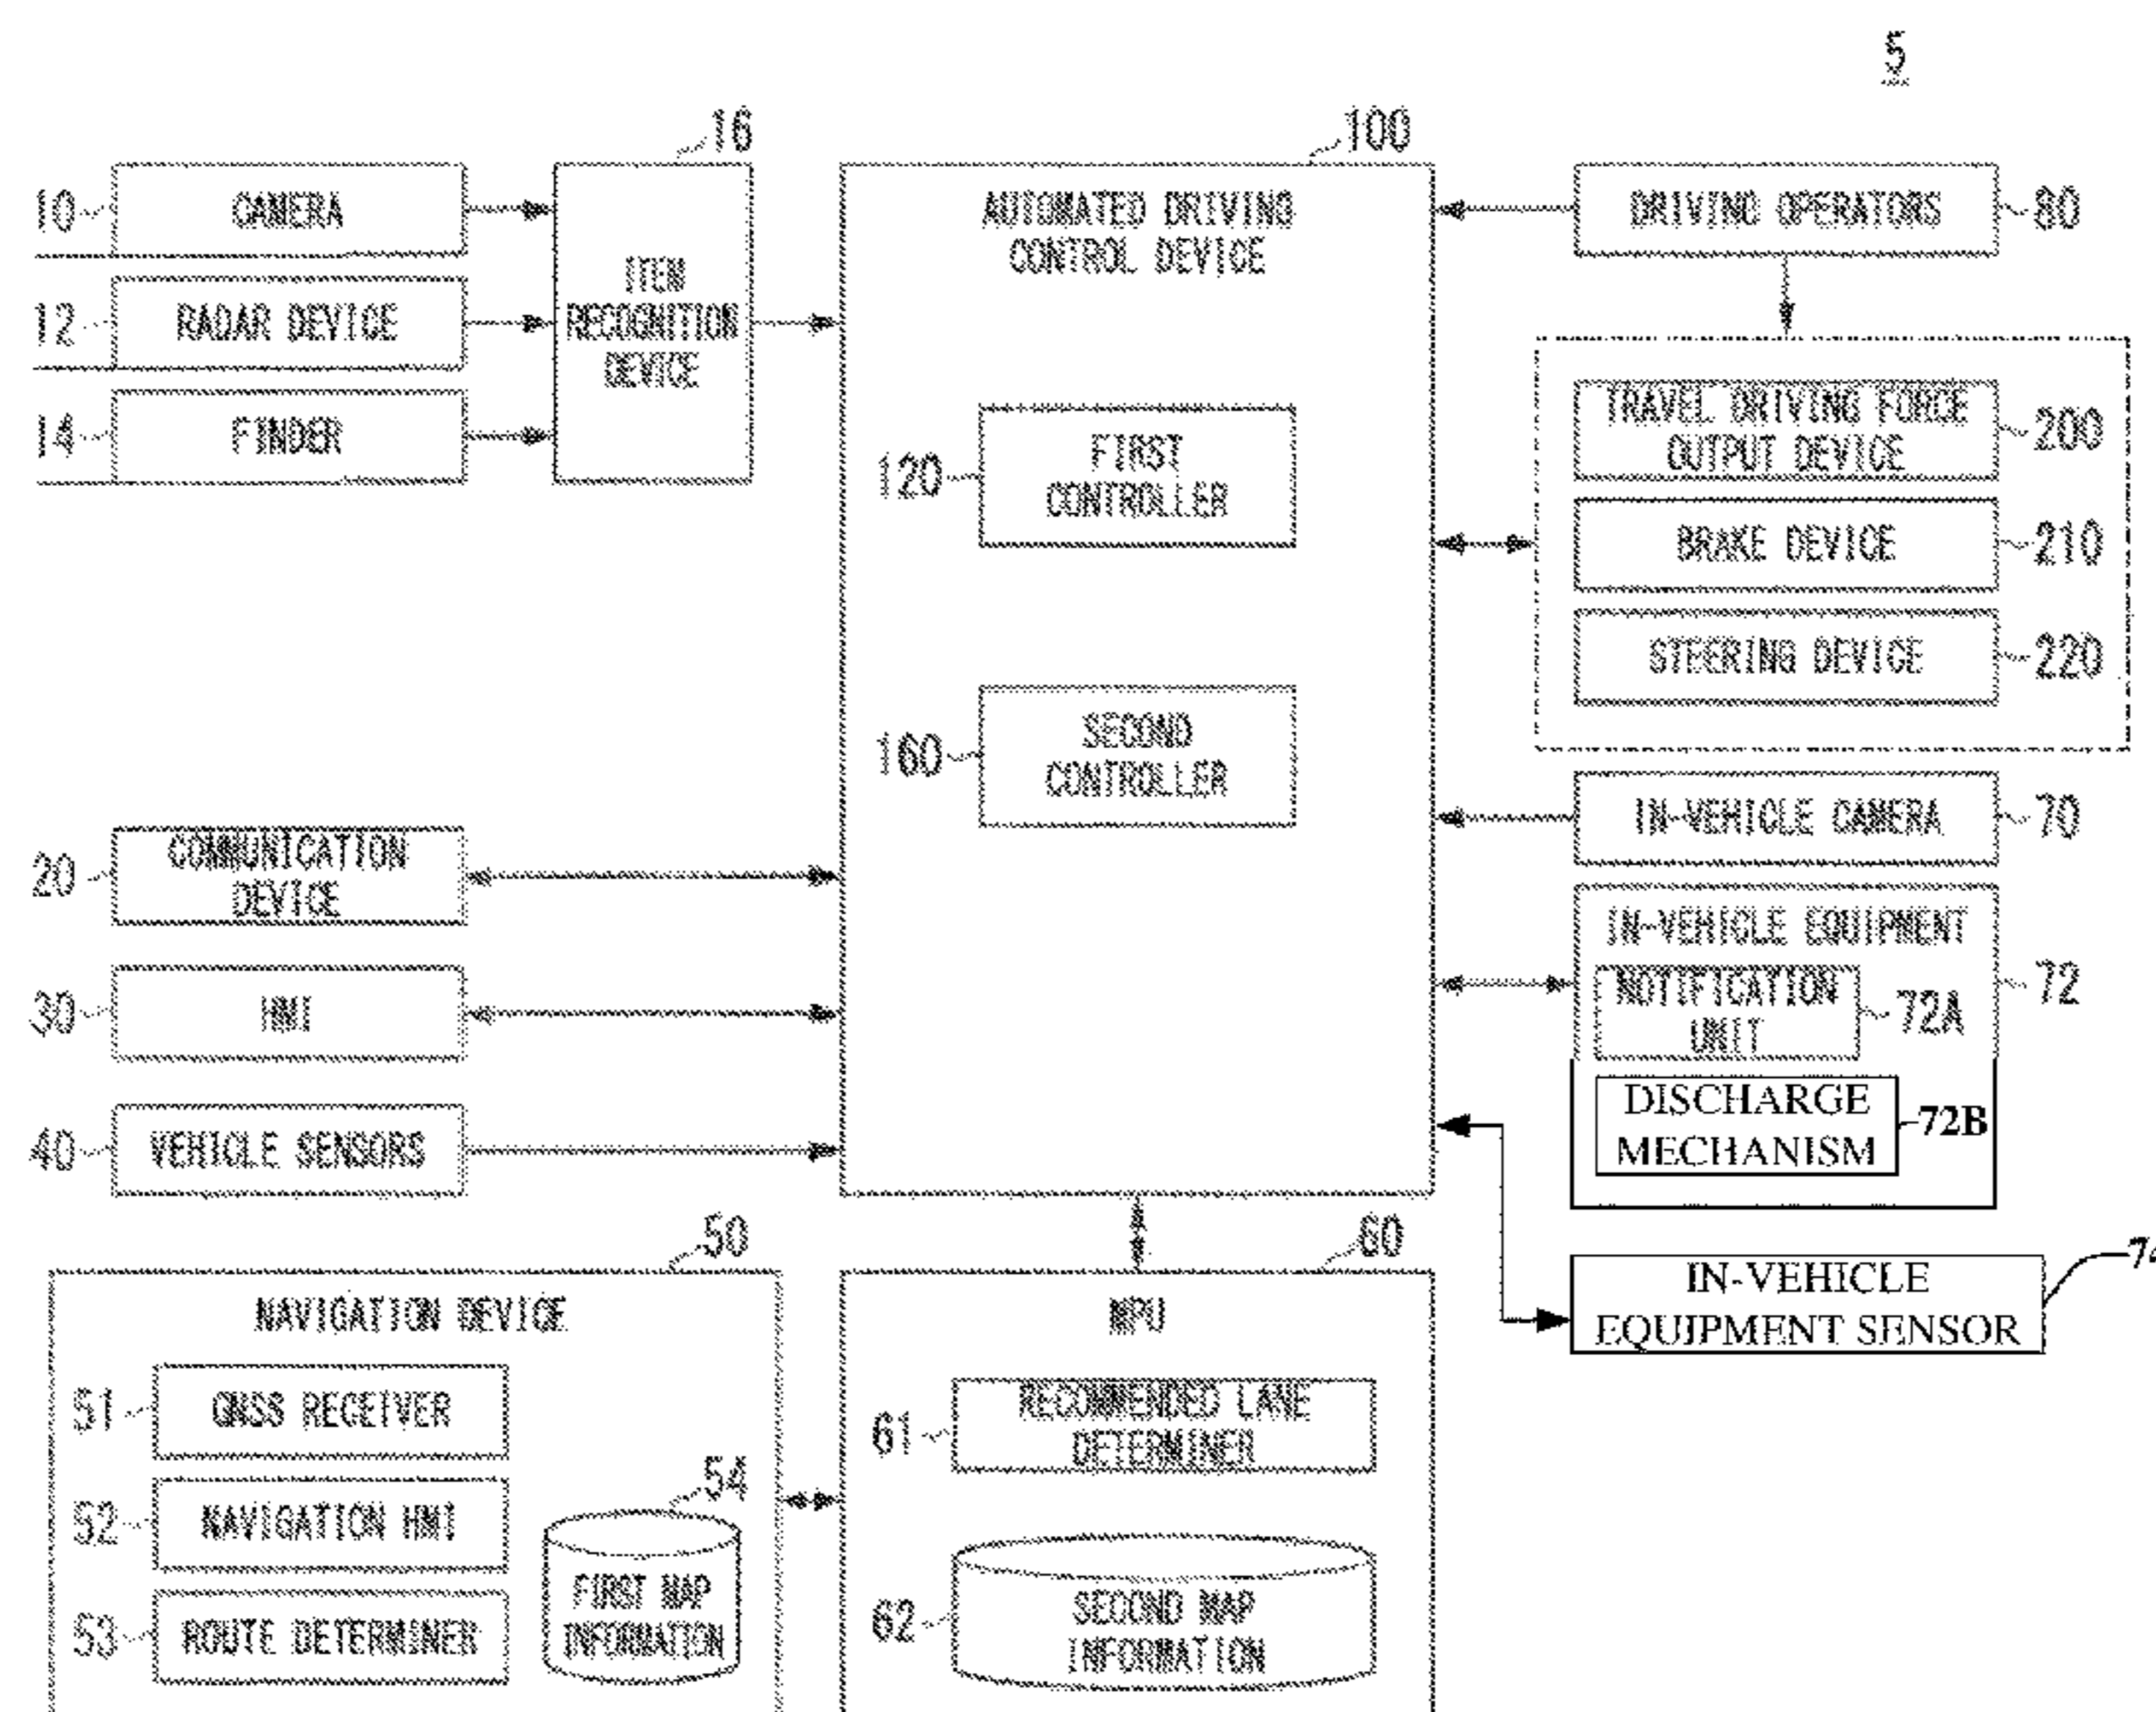 5
16
100
10
CAMERA
12
RADAR DEVICE
14
FINDER
ITEM
RECOGNITION
DEVICE
AUTOMATED DRIVING
CONTROL DEVICE
120
FIRST
CONTROLLER
160
SECOND
CONTROLLER
DRIVING OPERATORS
80
TRAVEL DRIVING FORCE
OUTPUT DEVICE
200
BRAKE DEVICE
210
STEERING DEVICE
220
20
COMMUNICATION
DEVICE
30
HMI
40
VEHICLE SENSORS
IN-VEHICLE CAMERA
70
IN-VEHICLE EQUIPMENT
72
NOTIFICATION
UNIT
72A
DISCHARGE
MECHANISM
72B
IN-VEHICLE
EQUIPMENT SENSOR
50
NAVIGATION DEVICE
51
GNSS RECEIVER
52
NAVIGATION HMI
53
ROUTE DETERMINER
54
FIRST MAP
INFORMATION
60
MPU
61
RECOMMENDED LANE
DETERMINER
62
SECOND MAP
INFORMATION